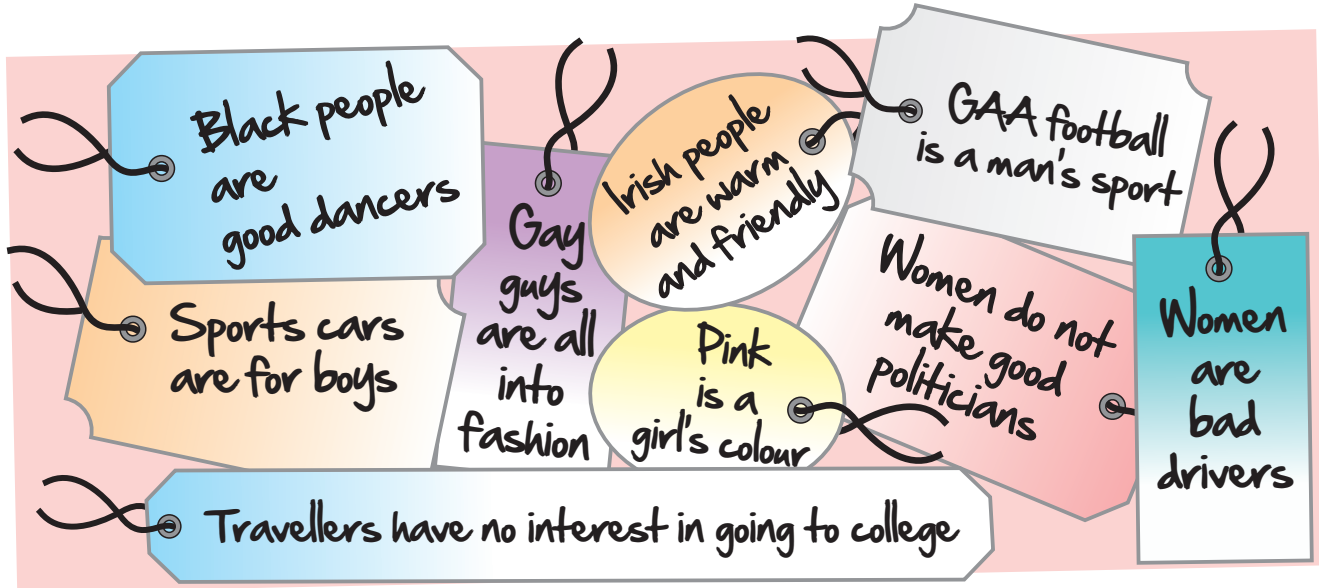 Black people
are
good dancers
Gay
guys
are all
into
fashion
Irish people
are warm
and friendly
GAA football
is a man's sport
Sports cars
are for boys
Pink
is a
girl's colour
Women do not
make good
politicians
Women
are
bad
drivers
Travellers have no interest in going to college